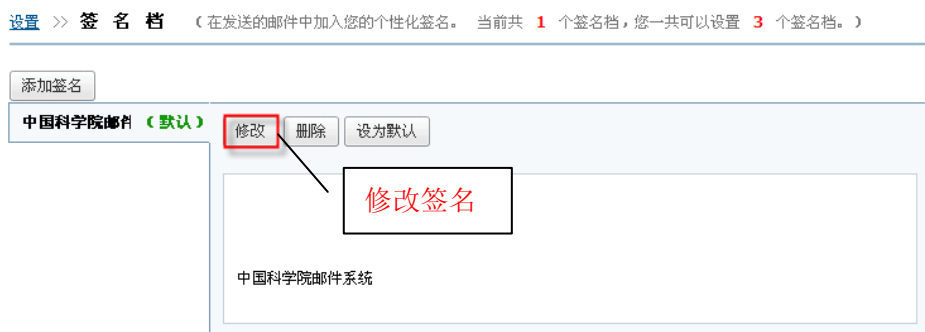 设置 >> 签 名 档 （在发送的邮件中加入您的个性化签名。 当前共 1 个签名档，您一共可以设置 3 个签名档。）
添加签名
中国科学院邮件 （默认）
修改 删除 设为默认
修改签名
中国科学院邮件系统